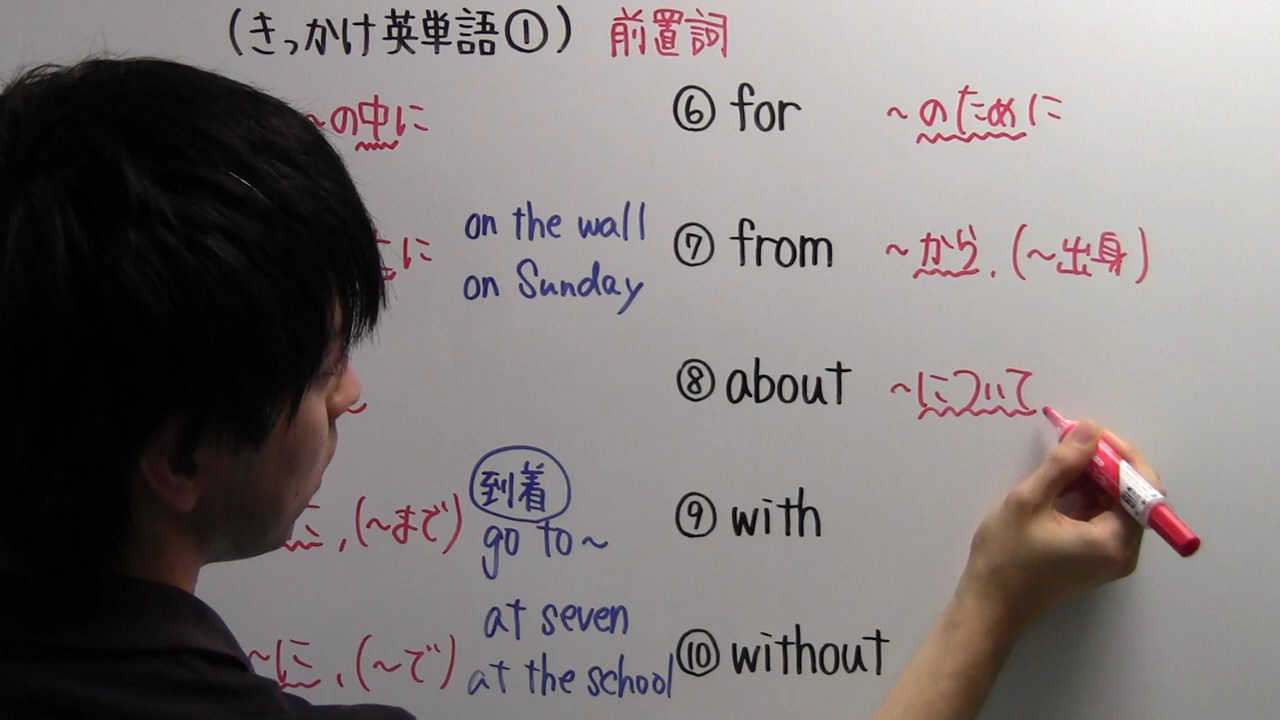 (きっかけ英単語①) 前置詞
~の中に
に
on the wall
on Sunday
~
に, (~まで)
到着
go to~
~に, (~で)
at seven
at the school
⑥ for ~のために
⑦ from ~から, (~出身)
⑧ about ~について
⑨ with
⑩ without